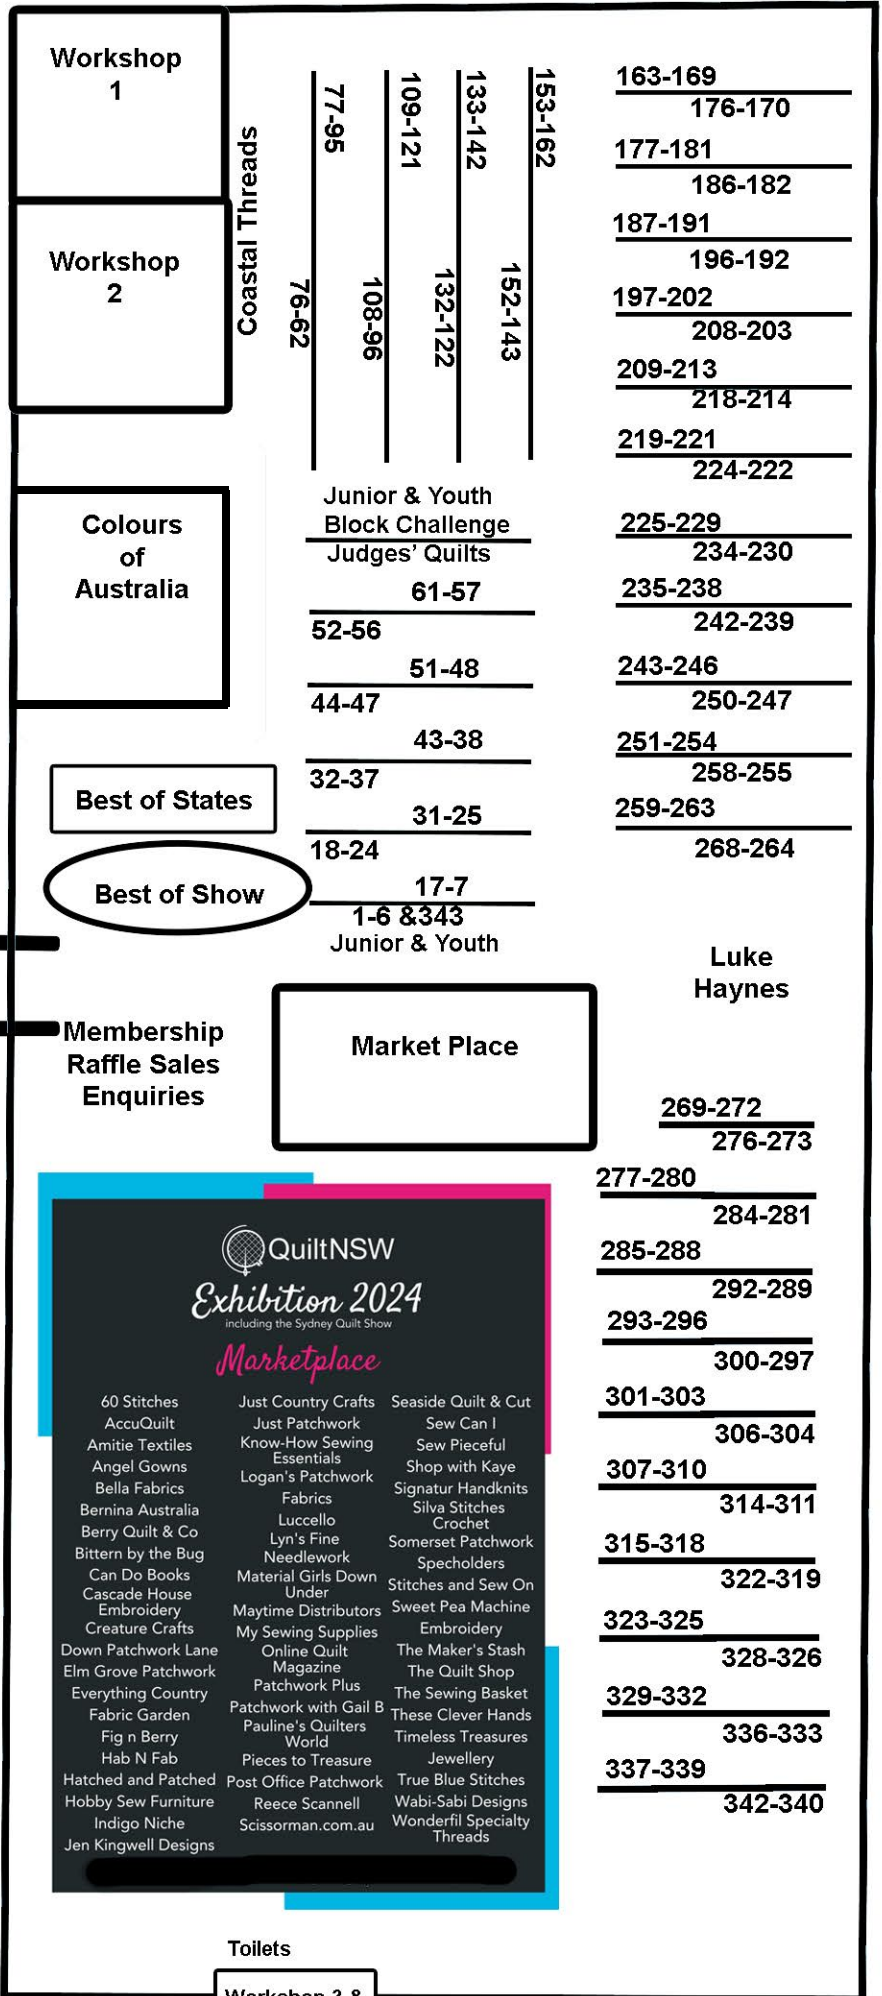 Workshop
1
Workshop
2
Coastal Threads
77-95
76-62
109-121
108-96
133-142
132-122
153-162
152-143
163-169
176-170
177-181
186-182
187-191
196-192
197-202
208-203
209-213
218-214
219-221
224-222
225-229
234-230
235-238
242-239
243-246
250-247
251-254
258-255
259-263
268-264
Colours
of
Australia
Junior & Youth
Block Challenge
Judges' Quilts
61-57
52-56
51-48
44-47
43-38
32-37
31-25
18-24
17-7
1-6 &343
Junior & Youth
Best of States
Best of Show
Luke
Haynes
Membership
Raffle Sales
Enquiries
Market Place
269-272
276-273
277-280
284-281
285-288
292-289
293-296
300-297
301-303
306-304
307-310
314-311
315-318
322-319
323-325
328-326
329-332
336-333
337-339
342-340
QuiltNSW
Exhibition 2024
including the Sydney Quilt Show
Marketplace
60 Stitches
AccuQuilt
Amitie Textiles
Angel Gowns
Bella Fabrics
Bernina Australia
Berry Quilt & Co
Bittern by the Bug
Can Do Books
Cascade House
Embroidery
Creature Crafts
Down Patchwork Lane
Elm Grove Patchwork
Everything Country
Fabric Garden
Fig n Berry
Hab N Fab
Hatched and Patched
Hobby Sew Furniture
Indigo Niche
Jen Kingwell Designs
Just Country Crafts
Just Patchwork
Know-How Sewing
Essentials
Logan's Patchwork
Fabrics
Luccello
Lyn's Fine
Needlework
Material Girls Down
Under
Maytime Distributors
My Sewing Supplies
Online Quilt
Magazine
Patchwork Plus
Patchwork with Gail B
Pauline's Quilters
World
Pieces to Treasure
Post Office Patchwork
Reece Scannell
Scissorman.com.au
Seaside Quilt & Cut
Sew Can I
Sew Pieceful
Shop with Kaye
Signatur Handknits
Silva Stitches
Crochet
Somerset Patchwork
Specholders
Stitches and Sew On
Sweet Pea Machine
Embroidery
The Maker's Stash
The Quilt Shop
The Sewing Basket
These Clever Hands
Timeless Treasures
Jewellery
True Blue Stitches
Wabi-Sabi Designs
Wonderfil Specialty
Threads
Toilets
Workshop 3 &